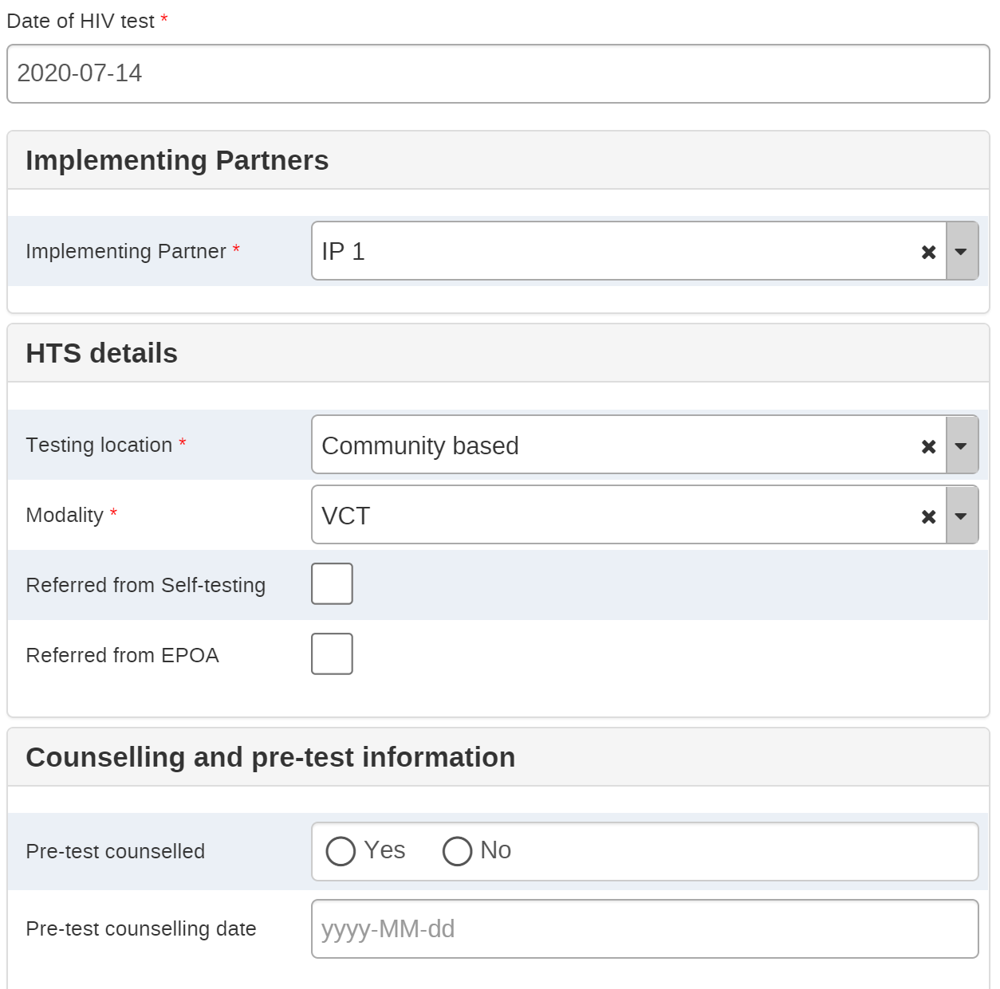 Date of HIV test *
2020-07-14
Implementing Partners
Implementing Partner * IP 1
HTS details
Testing location * Community based
Modality * VCT
Referred from Self-testing
Referred from EPOA
Counselling and pre-test information
Pre-test counselled Yes No
Pre-test counselling date yyyy-MM-dd